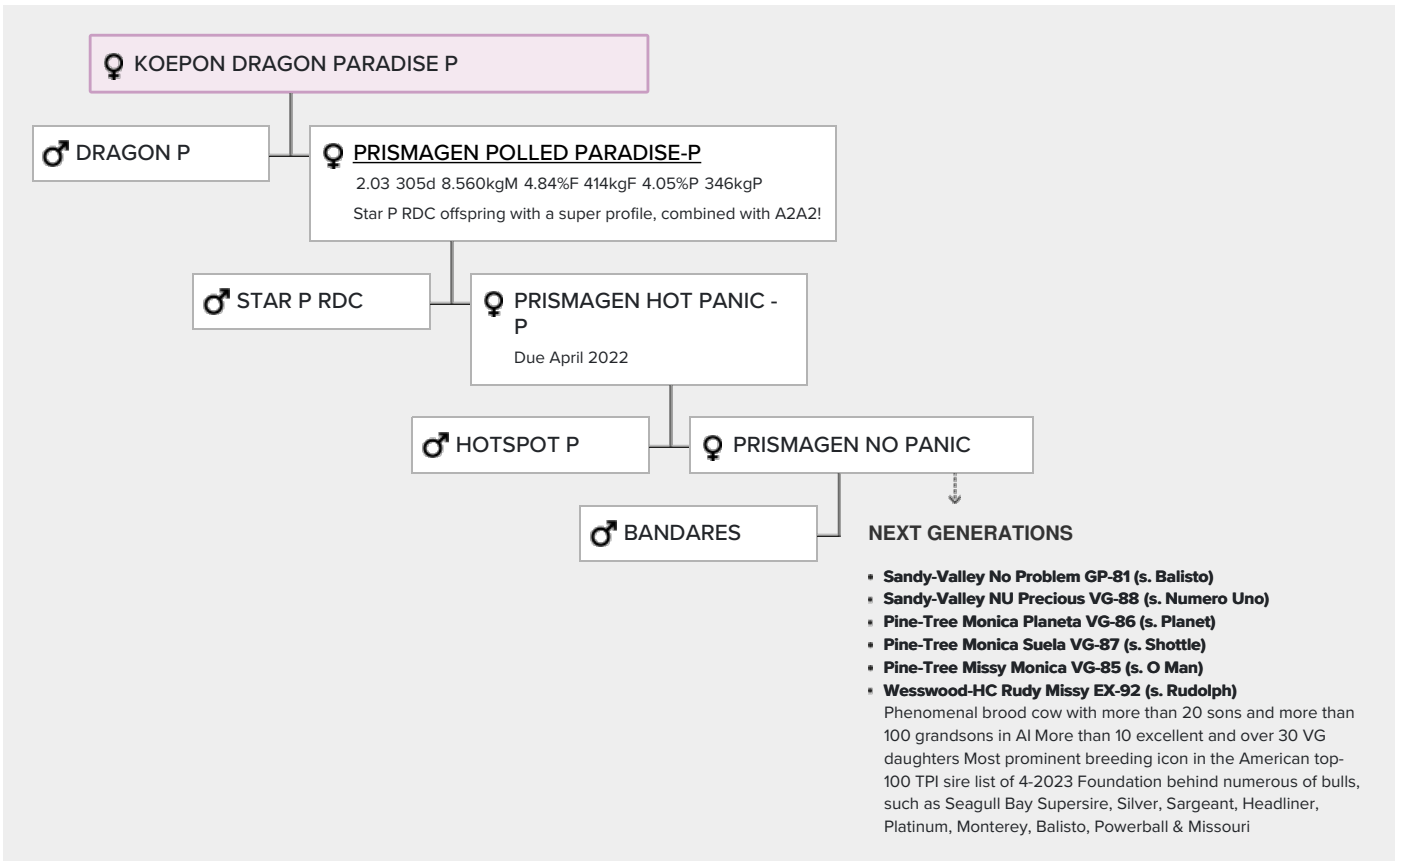 KOEPON DRAGON PARADISE P
DRAGON P
PRISMAGEN POLLED PARADISE-P
2.03 305d 8.560kgM 4.84%F 414kgF 4.05%P 346kgP
Star P RDC offspring with a super profile, combined with A2A2!
STAR P RDC
PRISMAGEN HOT PANIC -
P
Due April 2022
HOTSPOT P
PRISMAGEN NO PANIC
BANDARES
NEXT GENERATIONS
Sandy-Valley No Problem GP-81 (s. Balisto)
Sandy-Valley NU Precious VG-88 (s. Numero Uno)
Pine-Tree Monica Planeta VG-86 (s. Planet)
Pine-Tree Monica Suela VG-87 (s. Shottle)
Pine-Tree Missy Monica VG-85 (s. O Man)
Wesswood-HC Rudy Missy EX-92 (s. Rudolph)
Phenomenal brood cow with more than 20 sons and more than
100 grandsons in AI More than 10 excellent and over 30 VG
daughters Most prominent breeding icon in the American top-
100 TPI sire list of 4-2023 Foundation behind numerous of bulls,
such as Seagull Bay Supersire, Silver, Sargeant, Headliner,
Platinum, Monterey, Balisto, Powerball & Missouri